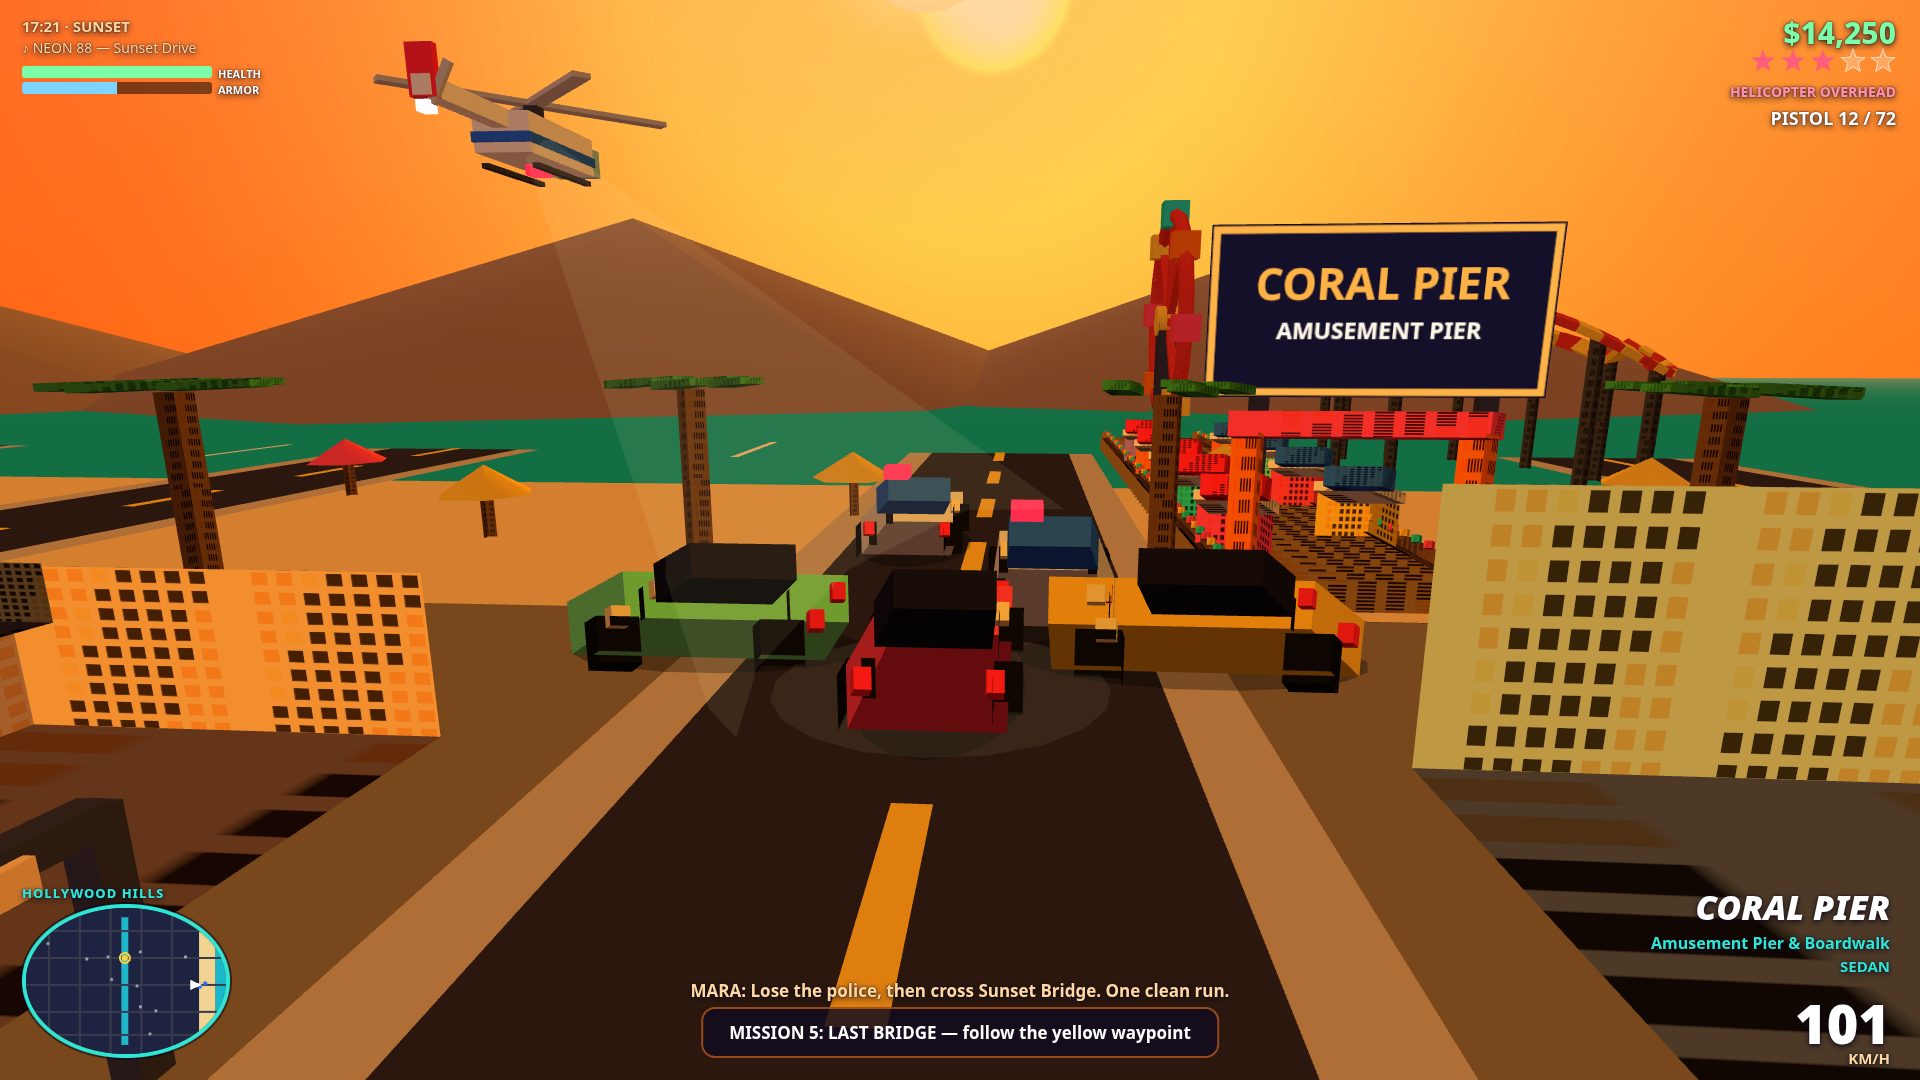 17:21 · SUNSET
♪ NEON 88 — Sunset Drive
HEALTH
ARMOR
$14,250
HELICOPTER OVERHEAD
PISTOL 12 / 72
CORAL PIER
AMUSEMENT PIER
HOLLYWOOD HILLS
CORAL PIER
Amusement Pier & Boardwalk
SEDAN
101
KM/H
MARA: Lose the police, then cross Sunset Bridge. One clean run.
MISSION 5: LAST BRIDGE — follow the yellow waypoint